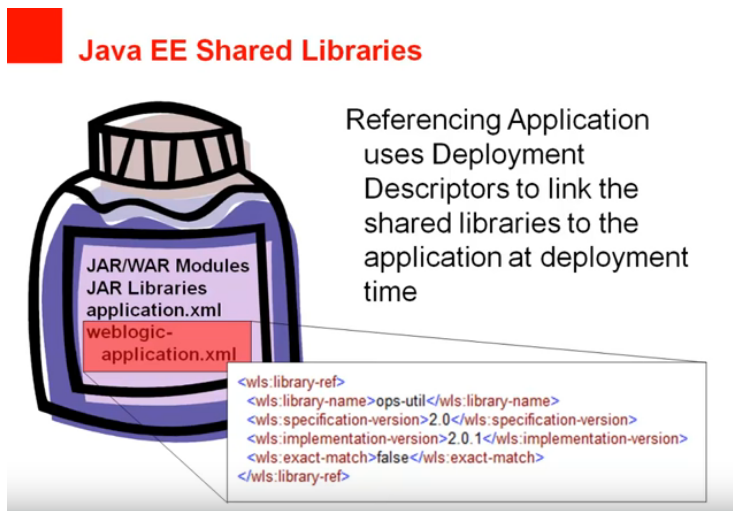 Java EE Shared Libraries
Referencing Application
uses Deployment
Descriptors to link the
shared libraries to the
application at deployment
time
JAR/WAR Modules
JAR Libraries
application.xml
weblogic-
application.xml
<wls:library-ref>
<wls:library-name>ops-util</wls:library-name>
<wls:specification-version>2.0</wls:specification-version>
<wls:implementation-version>2.0.1</wls:implementation-version>
<wls:exact-match>false</wls:exact-match>
</wls:library-ref>